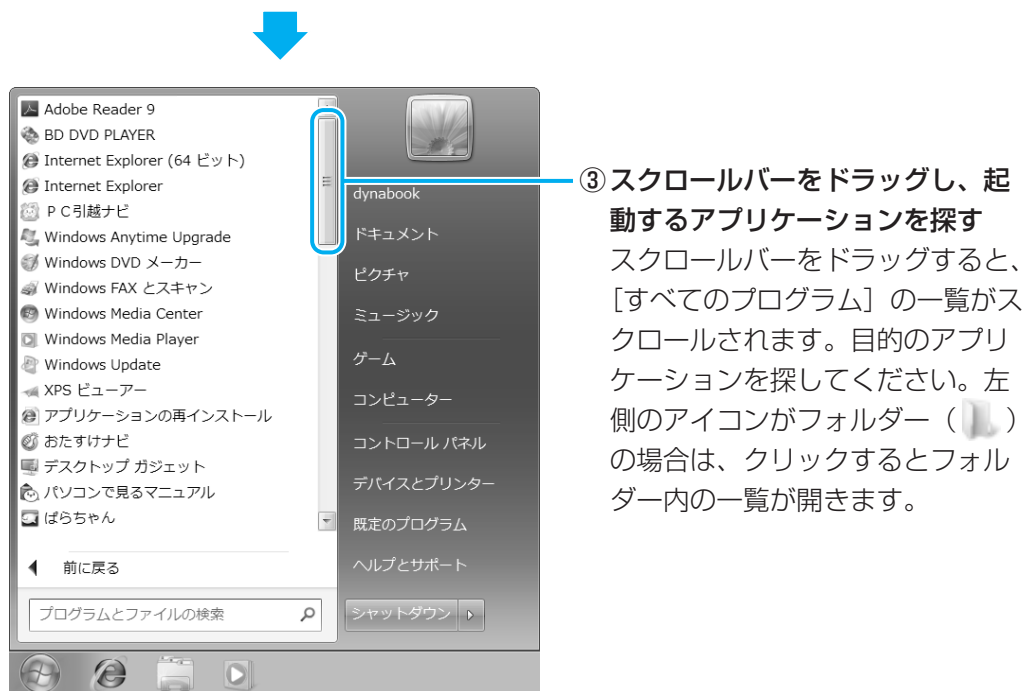 Adobe Reader 9
BD DVD PLAYER
Internet Explorer (64 ビット)
Internet Explorer
ＰＣ引越ナビ
Windows Anytime Upgrade
Windows DVD メーカー
Windows FAX とスキャン
Windows Media Center
Windows Media Player
Windows Update
XPS ビューアー
アプリケーションの再インストール
おたすけナビ
デスクトップ ガジェット
パソコンで見るマニュアル
ぱらちゃん
前に戻る
プログラムとファイルの検索
dynabook
ドキュメント
ピクチャ
ミュージック
ゲーム
コンピューター
コントロール パネル
デバイスとプリンター
既定のプログラム
ヘルプとサポート
シャットダウン
③スクロールバーをドラッグし、起
動するアプリケーションを探す
スクロールバーをドラッグすると、
［すべてのプログラム］の一覧がス
クロールされます。目的のアプリ
ケーションを探してください。左
側のアイコンがフォルダー（ ）
の場合は、クリックするとフォル
ダー内の一覧が開きます。